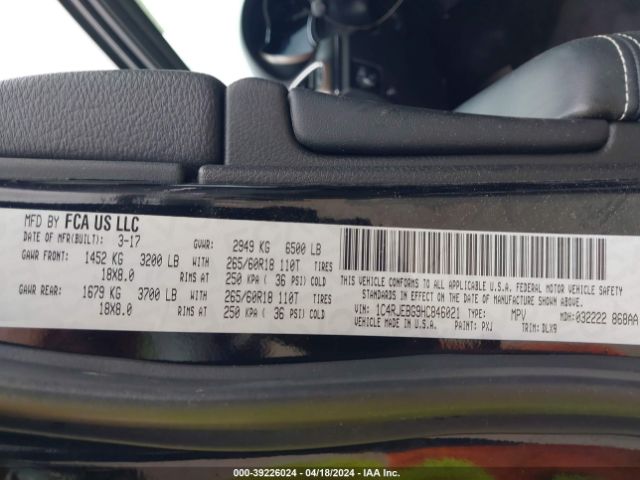 MFD BY FCA US LLC
DATE OF MFR(BUILT): 3-17 GVWR: 2949 KG 6500 LB
GAWR FRONT: 1452 KG 3200 LB WITH 265/60R18 110T TIRES
18X8.0 RIMS AT 250 KPA ( 36 PSI) COLD
GAWR REAR: 1679 KG 3700 LB WITH 265/60R18 110T TIRES
18X8.0 RIMS AT 250 KPA ( 36 PSI) COLD
THIS VEHICLE CONFORMS TO ALL APPLICABLE U.S.A. FEDERAL MOTOR VEHICLE SAFETY
STANDARDS IN EFFECT ON THE DATE OF MANUFACTURE SHOWN ABOVE.
VIN: 1C4RJEBG9HC846021 TYPE: MPV MDH: 032222 868AA
VEHICLE MADE IN U.S.A. PAINT: PXJ TRIM: DLX9
000-39226024 - 04/18/2024 - IAA Inc.